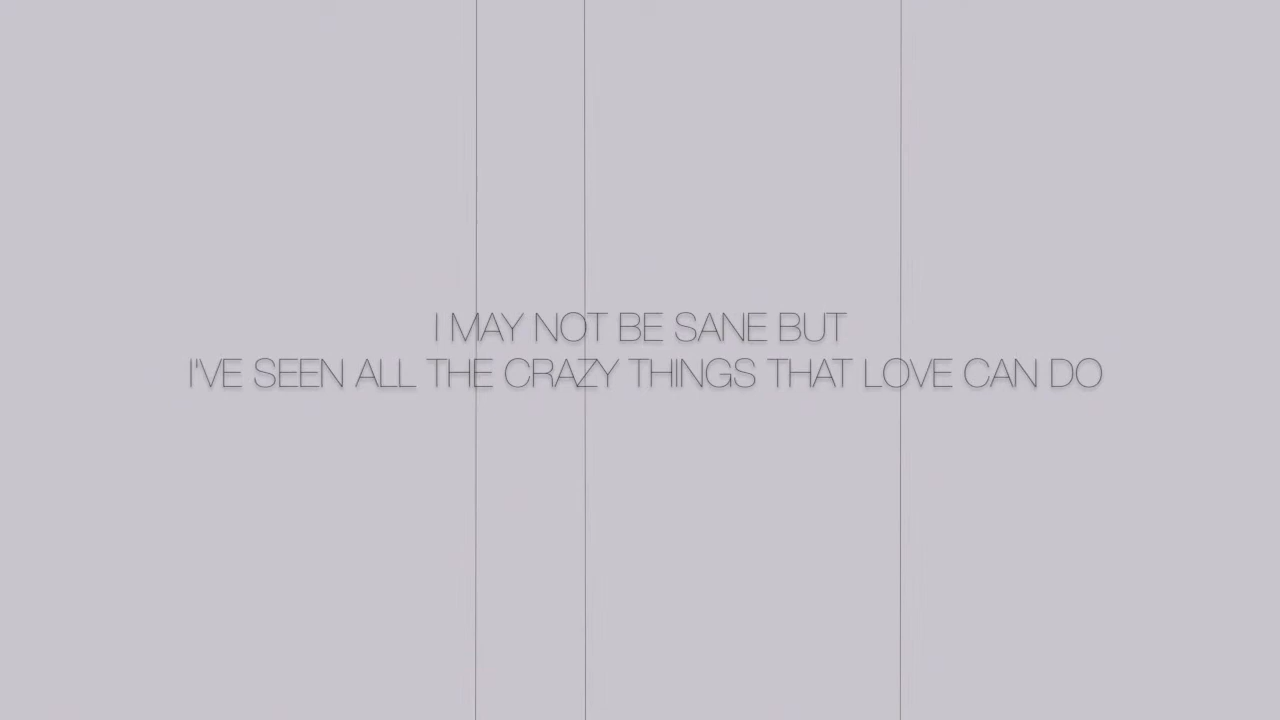 I MAY NOT BE SANE BUT
I'VE SEEN ALL THE CRAZY THINGS THAT LOVE CAN DO